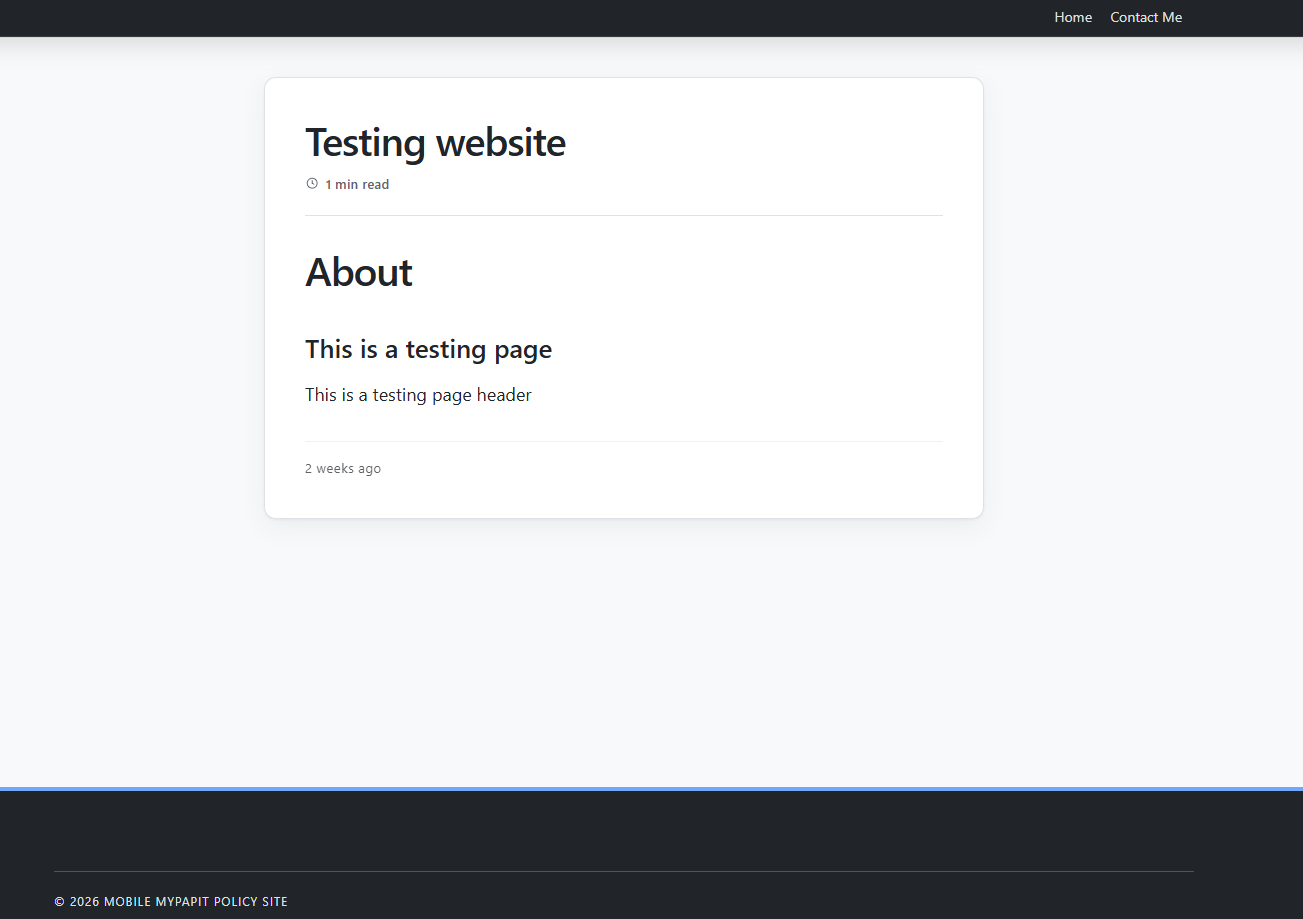 Home Contact Me
Testing website
1 min read
About
This is a testing page
This is a testing page header
2 weeks ago
© 2026 MOBILE MYPAPIT POLICY SITE